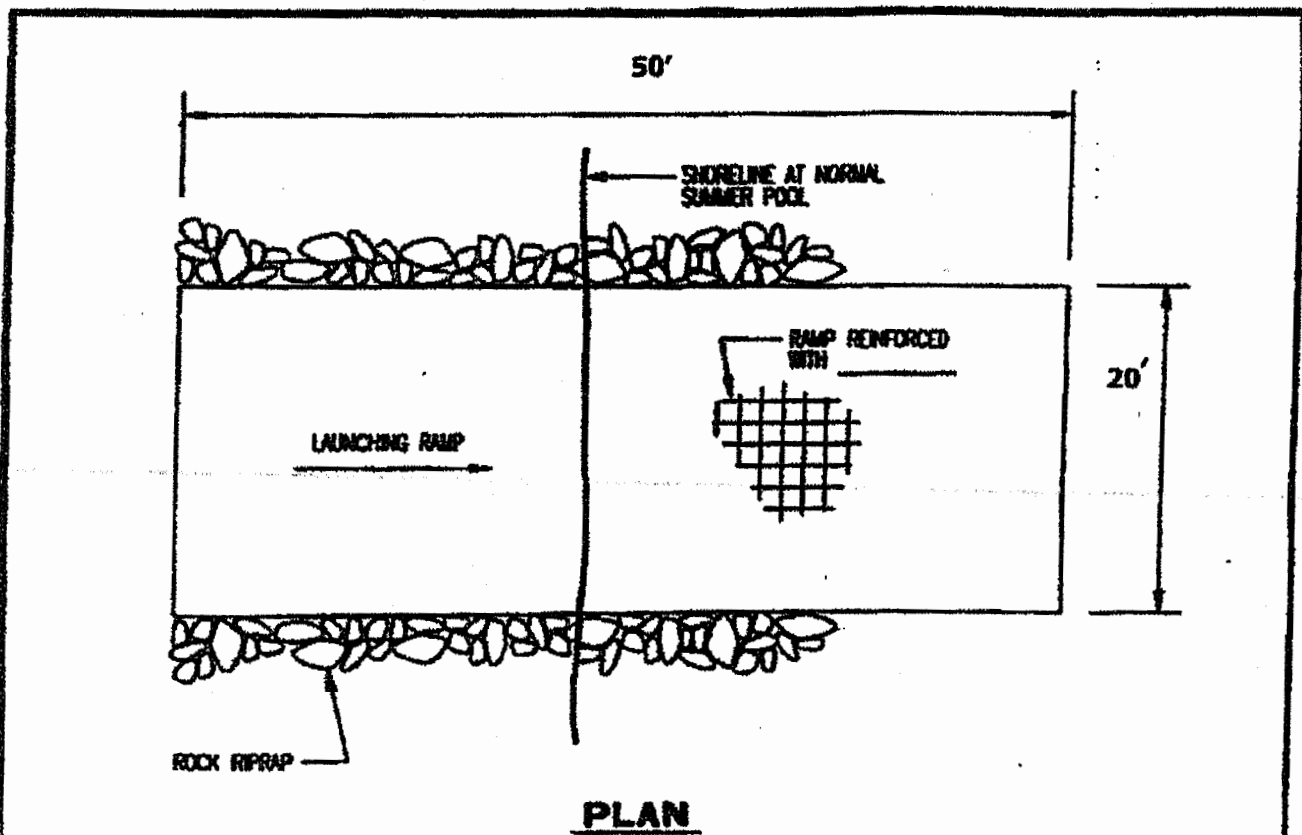 50'
SHORELINE AT NORMAL
SUMMER POOL
RAMP REINFORCED
WITH
20'
LAUNCHING RAMP
ROCK RIPRAP
PLAN